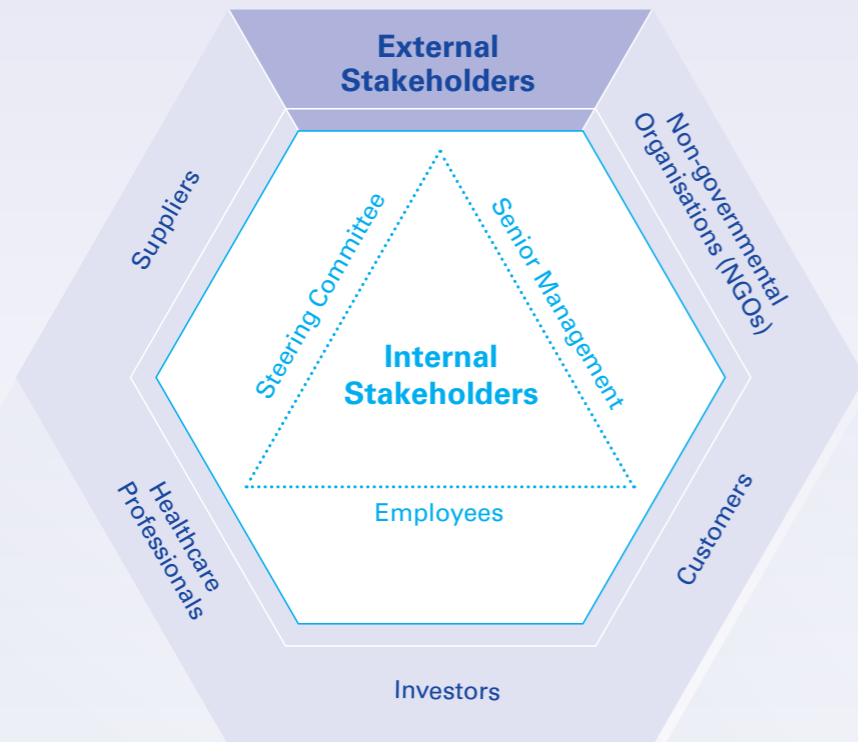 External
Stakeholders
Non-governmental
Organisations (NGOs)
Suppliers
Steering Committee
Senior Management
Internal
Stakeholders
Healthcare
Professionals
Customers
Employees
Investors